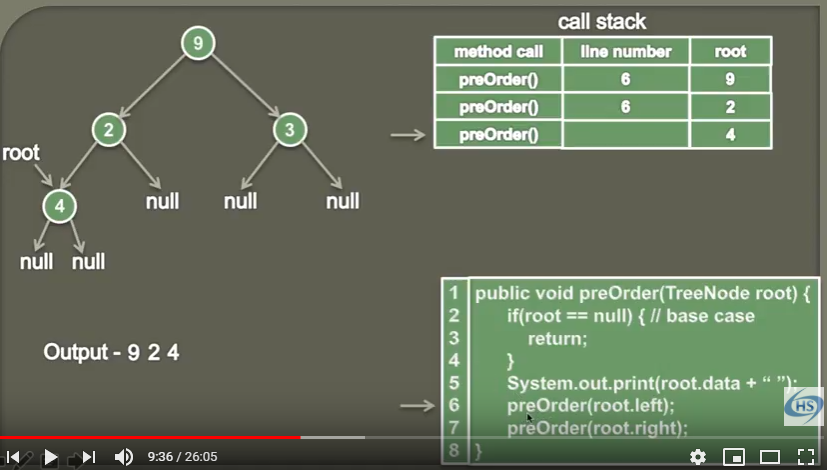 call stack
method call line number root
preOrder() 6 9
preOrder() 6 2
preOrder() 4
9
2
3
root
4
null
null
null
null
null
Output - 9 2 4
1 public void preOrder(TreeNode root) {
2 if(root == null) { // base case
3 return;
4 }
5 System.out.print(root.data + “ ”);
6 preOrder(root.left);
7 preOrder(root.right);
8 }
HS
9:36 / 26:05